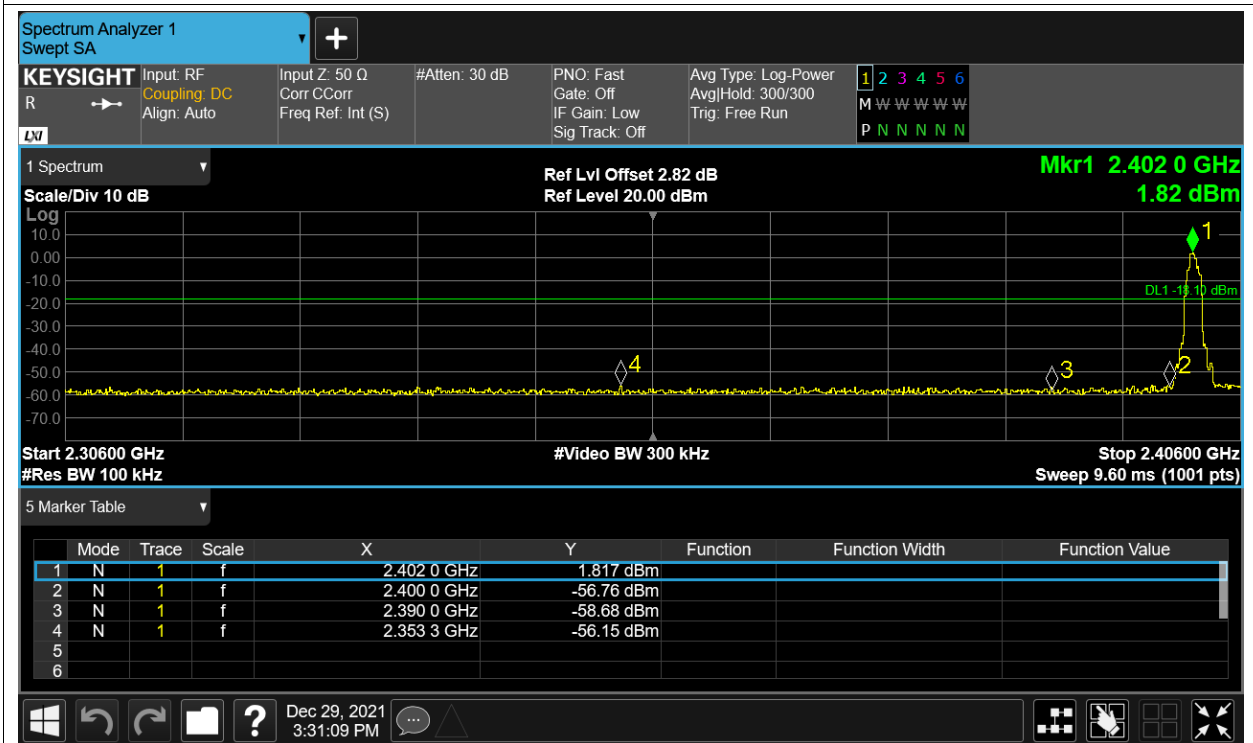 Spectrum Analyzer 1
Swept SA
KEYSIGHT Input: RF Input Z: 50 Ω #Atten: 30 dB PNO: Fast Avg Type: Log-Power 1 2 3 4 5 6
R Coupling: DC Corr CCorr Gate: Off Avg|Hold: 300/300 M W W W W W
Align: Auto Freq Ref: Int (S) IF Gain: Low Trig: Free Run
LXI Sig Track: Off P N N N N N
1 Spectrum Ref Lvl Offset 2.82 dB Mkr1 2.402 0 GHz
Scale/Div 10 dB Ref Level 20.00 dBm 1.82 dBm
Log
10.0 1
0.00
-10.0
DL1 -18.10 dBm
-20.0
-30.0
-40.0
4 3 2
-50.0
-60.0
-70.0
Start 2.30600 GHz #Video BW 300 kHz Stop 2.40600 GHz
#Res BW 100 kHz Sweep 9.60 ms (1001 pts)
5 Marker Table
Mode Trace Scale X Y Function Function Width Function Value
1 N 1 f 2.402 0 GHz 1.817 dBm
2 N 1 f 2.400 0 GHz -56.76 dBm
3 N 1 f 2.390 0 GHz -58.68 dBm
4 N 1 f 2.353 3 GHz -56.15 dBm
5
6
? Dec 29, 2021
3:31:09 PM